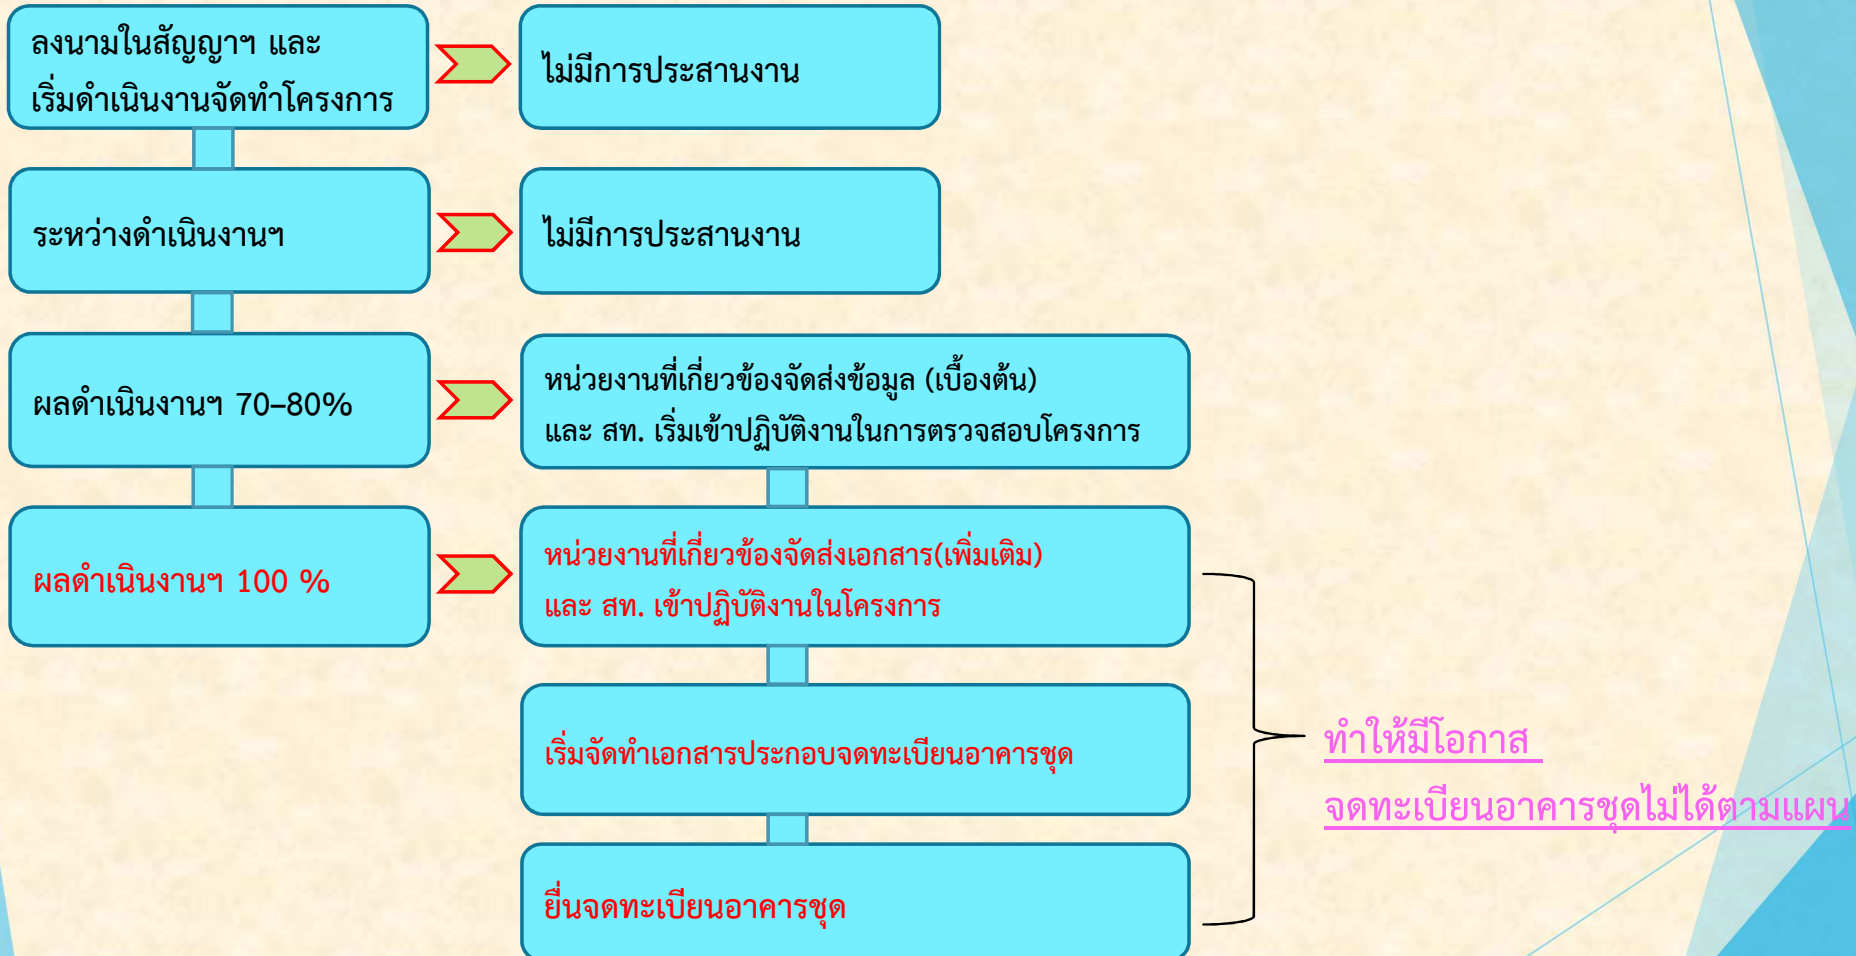 ลงนามในสัญญาฯ และ
เริ่มดำเนินงานจัดทำโครงการ
ไม่มีการประสานงาน
ระหว่างดำเนินงานฯ
ไม่มีการประสานงาน
ผลดำเนินงานฯ 70–80%
หน่วยงานที่เกี่ยวข้องจัดส่งข้อมูล (เบื้องต้น)
และ สท. เริ่มเข้าปฏิบัติงานในการตรวจสอบโครงการ
ผลดำเนินงานฯ 100 %
หน่วยงานที่เกี่ยวข้องจัดส่งเอกสาร(เพิ่มเติม)
และ สท. เข้าปฏิบัติงานในโครงการ
เริ่มจัดทำเอกสารประกอบจดทะเบียนอาคารชุด
ยื่นจดทะเบียนอาคารชุด
ทำให้มีโอกาส
จดทะเบียนอาคารชุดไม่ได้ตามแผน